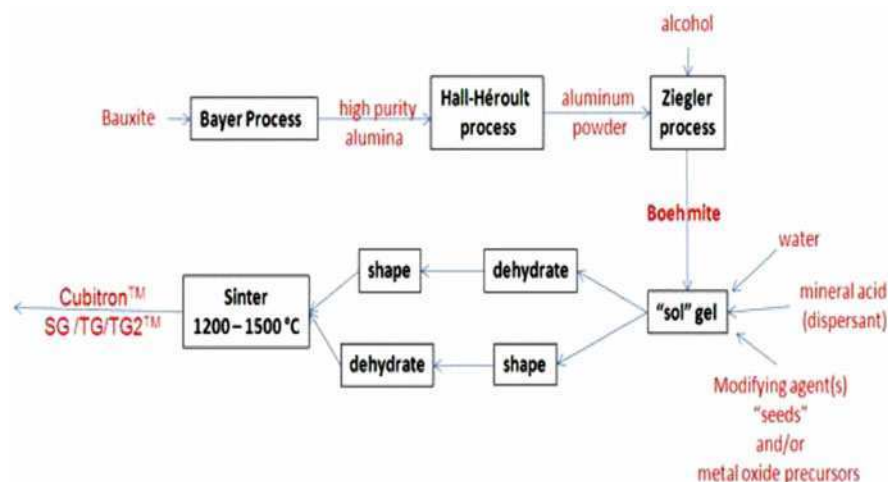 alcohol
Bauxite
Bayer Process
high purity
alumina
Hall-Héroult
process
aluminum
powder
Ziegler
process
Boehmite
water
mineral acid
(dispersant)
Modifying agent(s)
"seeds"
and/or
metal oxide precursors
"sol" gel
dehydrate
shape
shape
dehydrate
Sinter
1200 – 1500 °C
Cubitron™
SG /TG/TG2™